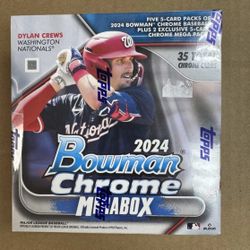 DYLAN CREWS
WASHINGTON
NATIONALS
FIVE 5-CARD PACKS OF
2024 BOWMAN CHROME BASEBALL
PLUS 2 EXCLUSIVE 5-CARD
CHROME MEGA PACKS
35 TOTAL
CHROME CARDS
TOPPS
TOPPS
2024
Bowman
Chrome
MEGABOX